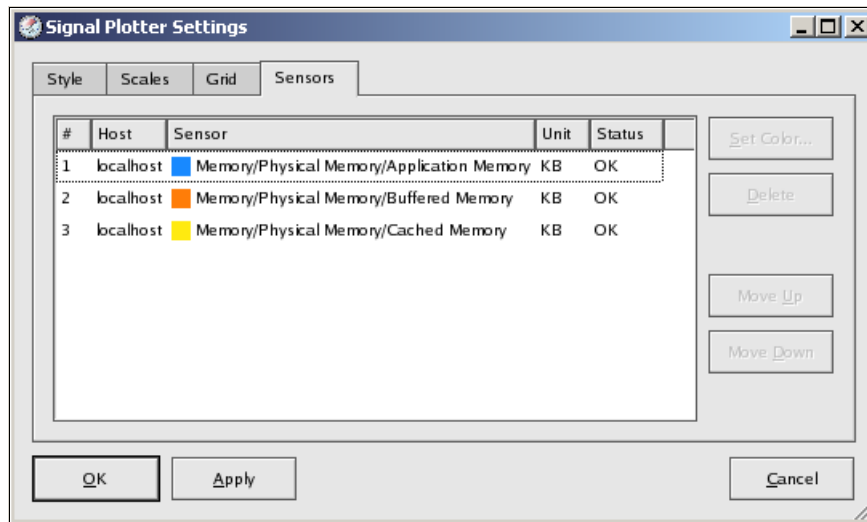 Signal Plotter Settings
Style Scales Grid Sensors
# Host Sensor Unit Status
1 localhost Memory/Physical Memory/Application Memory KB OK
2 localhost Memory/Physical Memory/Buffered Memory KB OK
3 localhost Memory/Physical Memory/Cached Memory KB OK
Set Color...
Delete
Move Up
Move Down
OK Apply Cancel